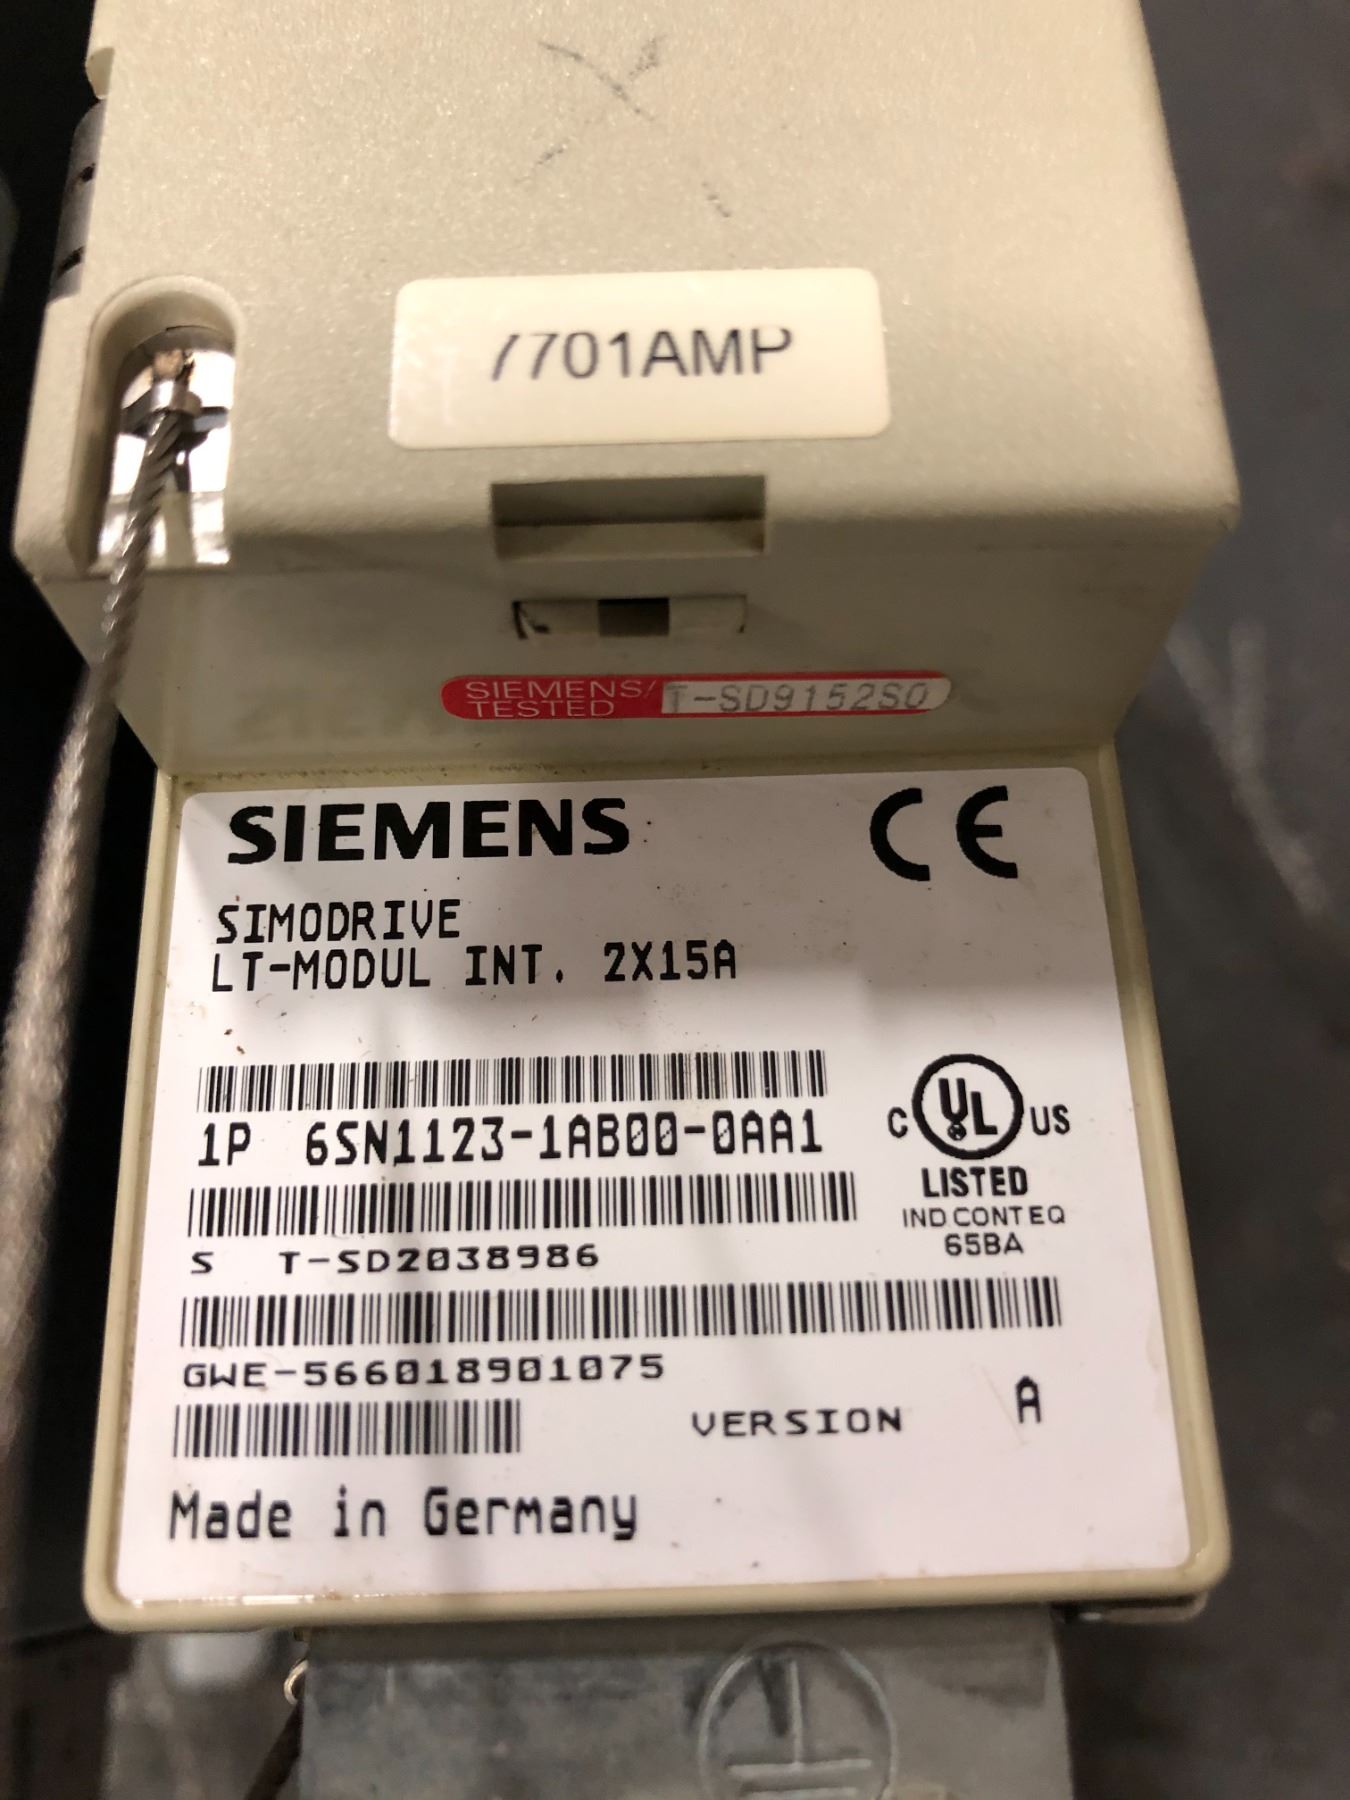 7701AMP
SIEMENS/ T-SD9152SO
TESTED
SIEMENS CE
SIMODRIVE
LT-MODUL INT. 2X15A
1P 6SN1123-1AB00-0AA1
C UL US
LISTED
IND CONT EQ
65BA
S T-SD2038986
GWE-566018901075
VERSION A
Made in Germany